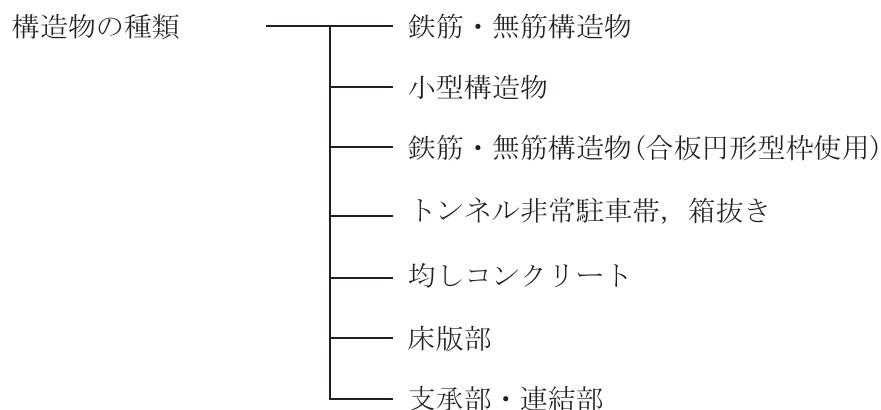 構造物の種類
鉄筋・無筋構造物
小型構造物
鉄筋・無筋構造物(合板円形型枠使用)
トンネル非常駐車帯，箱抜き
均しコンクリート
床版部
支承部・連結部